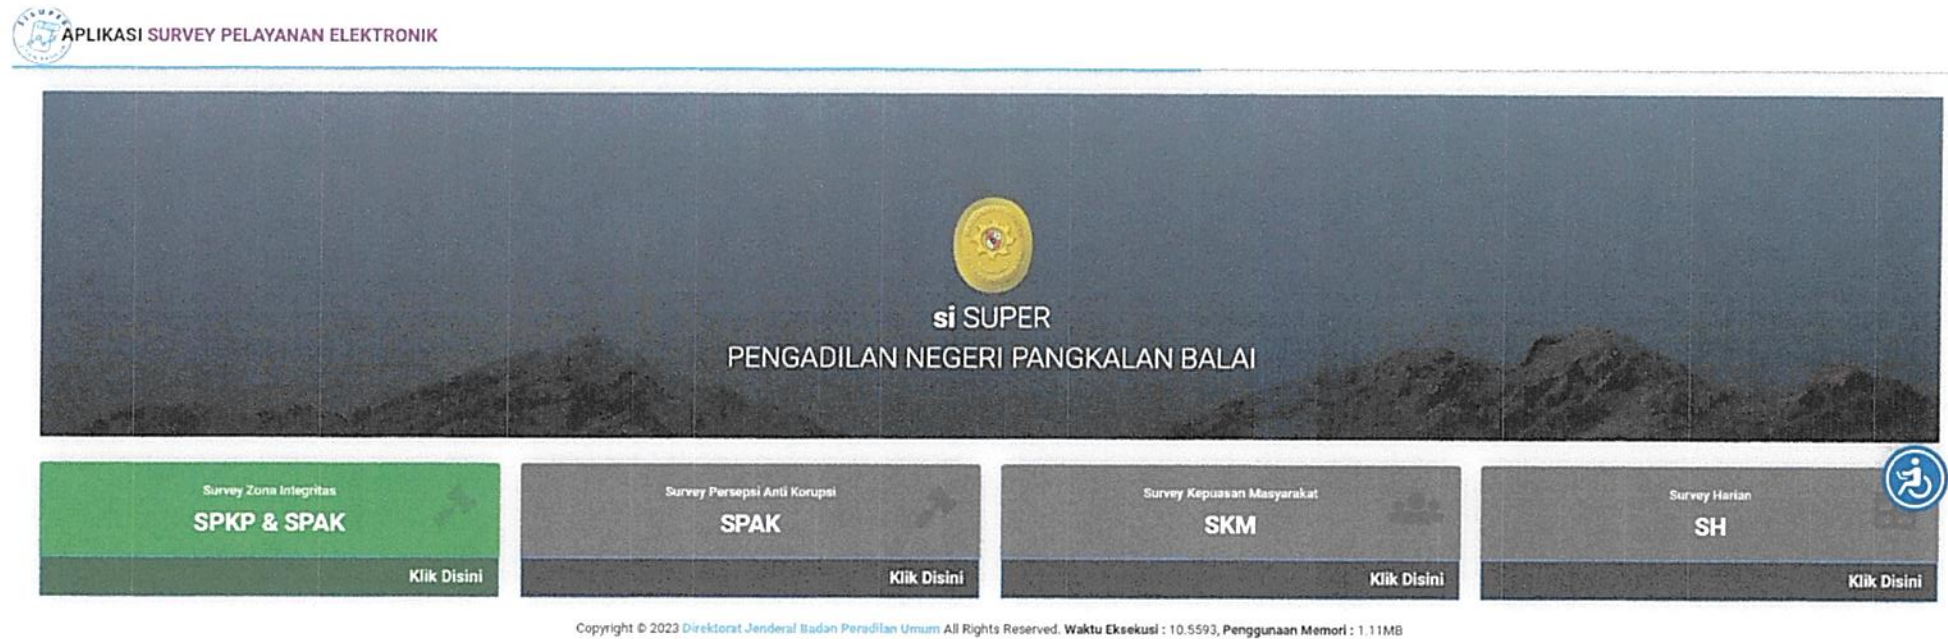 SISUPER
APLIKASI SURVEY PELAYANAN ELEKTRONIK
si SUPER
PENGADILAN NEGERI PANGKALAN BALAI
Survey Zona Integritas
SPKP & SPAK
Klik Disini
Survey Persepsi Anti Korupsi
SPAK
Klik Disini
Survey Kepuasan Masyarakat
SKM
Klik Disini
Survey Harian
SH
Klik Disini
Copyright © 2023 Direktorat Jenderal Badan Peradilan Umum All Rights Reserved. Waktu Eksekusi : 10.5593, Penggunaan Memori : 1.11MB